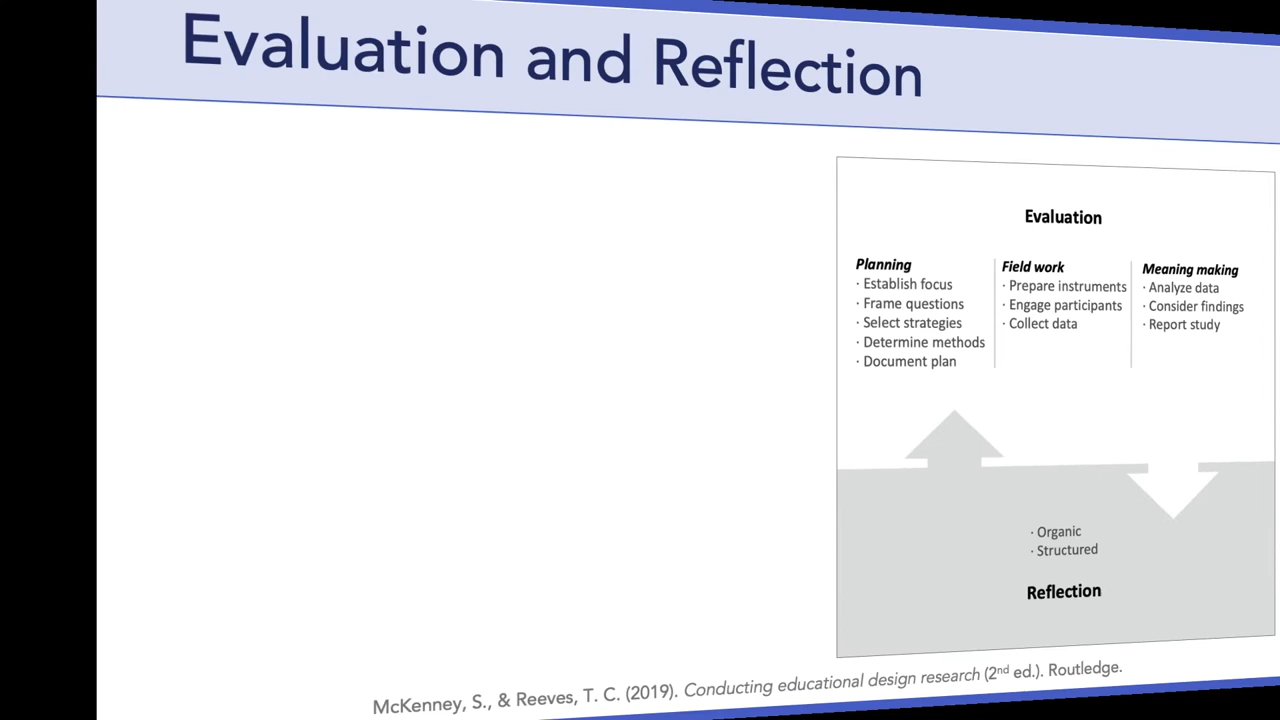 Evaluation and Reflection
Evaluation
Planning
· Establish focus
· Frame questions
· Select strategies
· Determine methods
· Document plan
Field work
· Prepare instruments
· Engage participants
· Collect data
Meaning making
· Analyze data
· Consider findings
· Report study
· Organic
· Structured
Reflection
McKenney, S., & Reeves, T. C. (2019). Conducting educational design research (2nd ed.). Routledge.